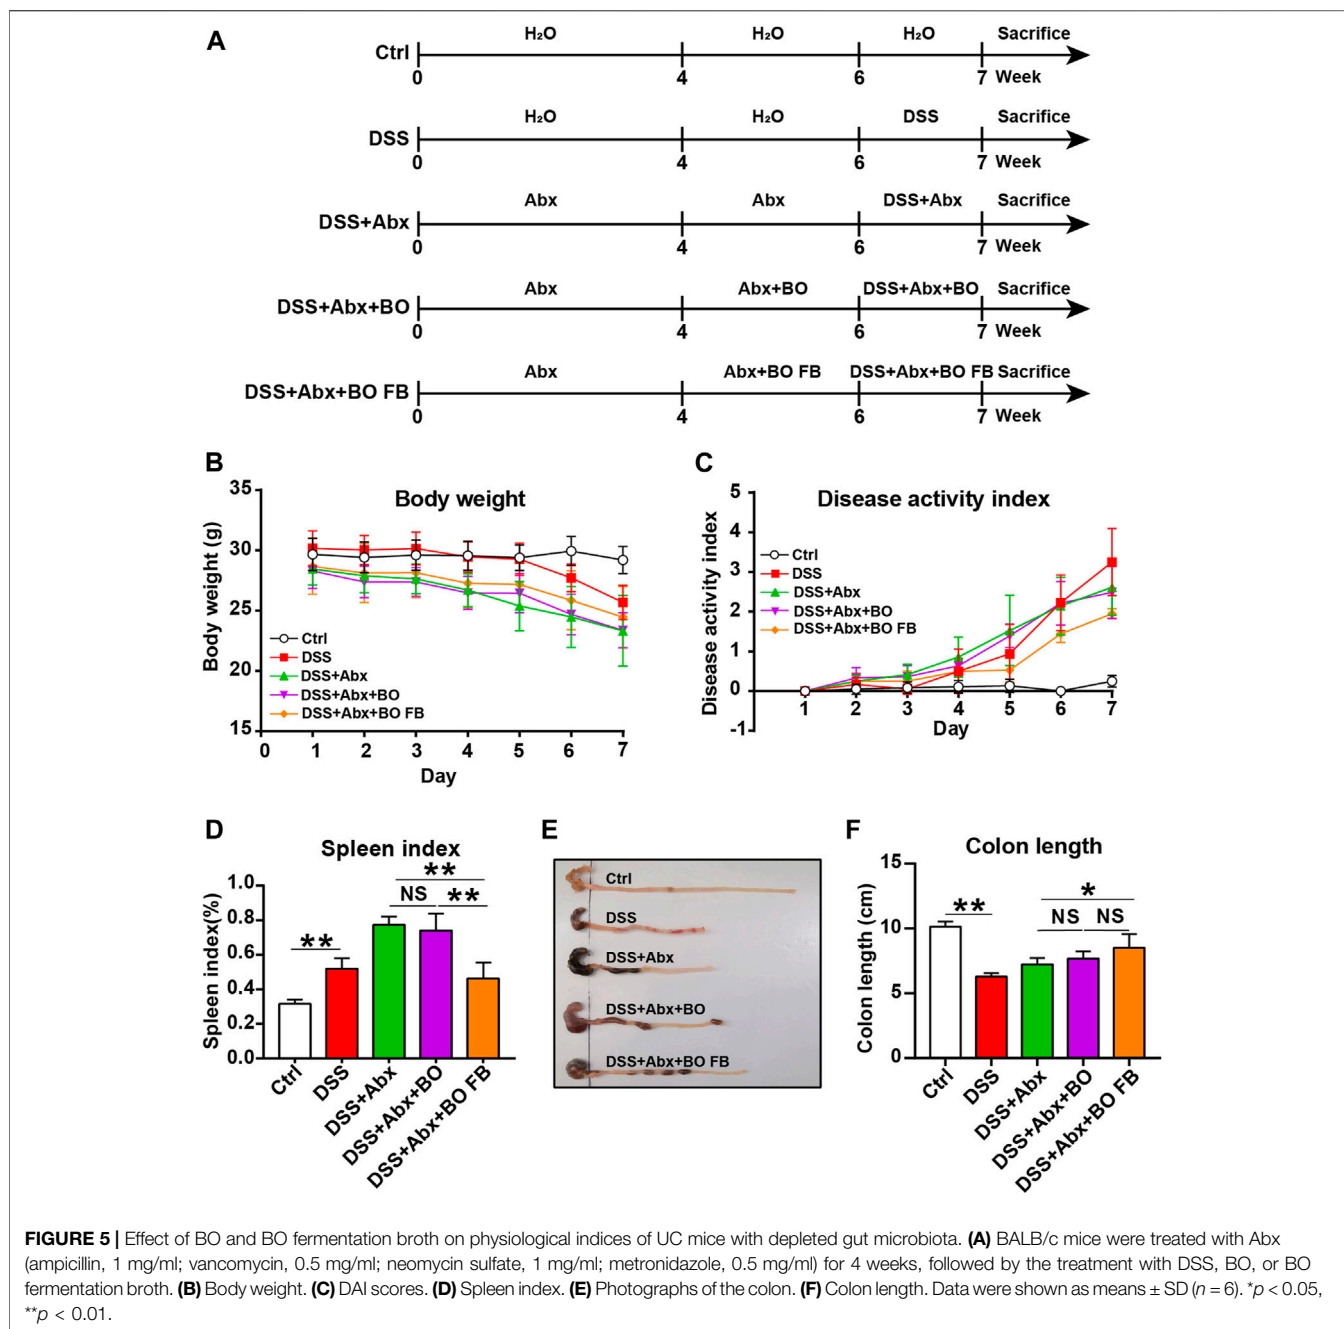 A
Ctrl
H₂O H₂O H₂O Sacrifice
0 4 6 7 Week
DSS
H₂O H₂O DSS Sacrifice
0 4 6 7 Week
DSS+Abx
Abx Abx DSS+Abx Sacrifice
0 4 6 7 Week
DSS+Abx+BO
Abx Abx+BO DSS+Abx+BO Sacrifice
0 4 6 7 Week
DSS+Abx+BO FB
Abx Abx+BO FB DSS+Abx+BO FB Sacrifice
0 4 6 7 Week
B
Body weight
Body weight (g)
35
30
25
20
15
Ctrl
DSS
DSS+Abx
DSS+Abx+BO
DSS+Abx+BO FB
0 1 2 3 4 5 6 7
Day
C
Disease activity index
Disease activity index
5
4
3
2
1
0
-1
Ctrl
DSS
DSS+Abx
DSS+Abx+BO
DSS+Abx+BO FB
1 2 3 4 5 6 7
Day
D
Spleen index
Spleen index(%)
1.0
0.8
0.6
0.4
0.2
0.0
**
**
NS **
Ctrl
DSS
DSS+Abx
DSS+Abx+BO
DSS+Abx+BO FB
E
Ctrl
DSS
DSS+Abx
DSS+Abx+BO
DSS+Abx+BO FB
F
Colon length
Colon length (cm)
15
10
5
0
**
*
NS NS
Ctrl
DSS
DSS+Abx
DSS+Abx+BO
DSS+Abx+BO FB
FIGURE 5 | Effect of BO and BO fermentation broth on physiological indices of UC mice with depleted gut microbiota. (A) BALB/c mice were treated with Abx
(ampicillin, 1 mg/ml; vancomycin, 0.5 mg/ml; neomycin sulfate, 1 mg/ml; metronidazole, 0.5 mg/ml) for 4 weeks, followed by the treatment with DSS, BO, or BO
fermentation broth. (B) Body weight. (C) DAI scores. (D) Spleen index. (E) Photographs of the colon. (F) Colon length. Data were shown as means ± SD (n = 6). *p < 0.05,
**p < 0.01.